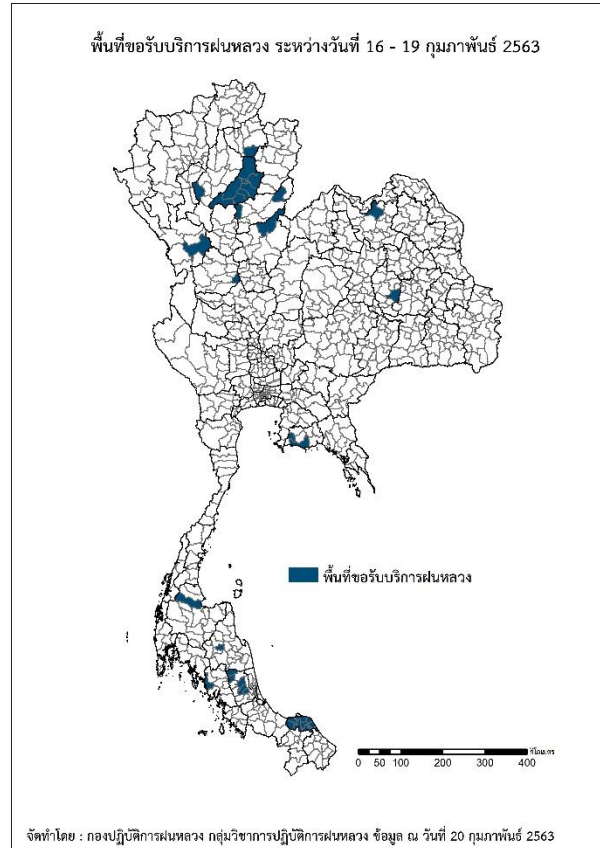 พื้นที่ขอรับบริการฝนหลวง ระหว่างวันที่ 16 - 19 กุมภาพันธ์ 2563
พื้นที่ขอรับบริการฝนหลวง
กิโลเมตร
0 50 100 200 300 400
จัดทำโดย : กองปฏิบัติการฝนหลวง กลุ่มวิชาการปฏิบัติการฝนหลวง ข้อมูล ณ วันที่ 20 กุมภาพันธ์ 2563